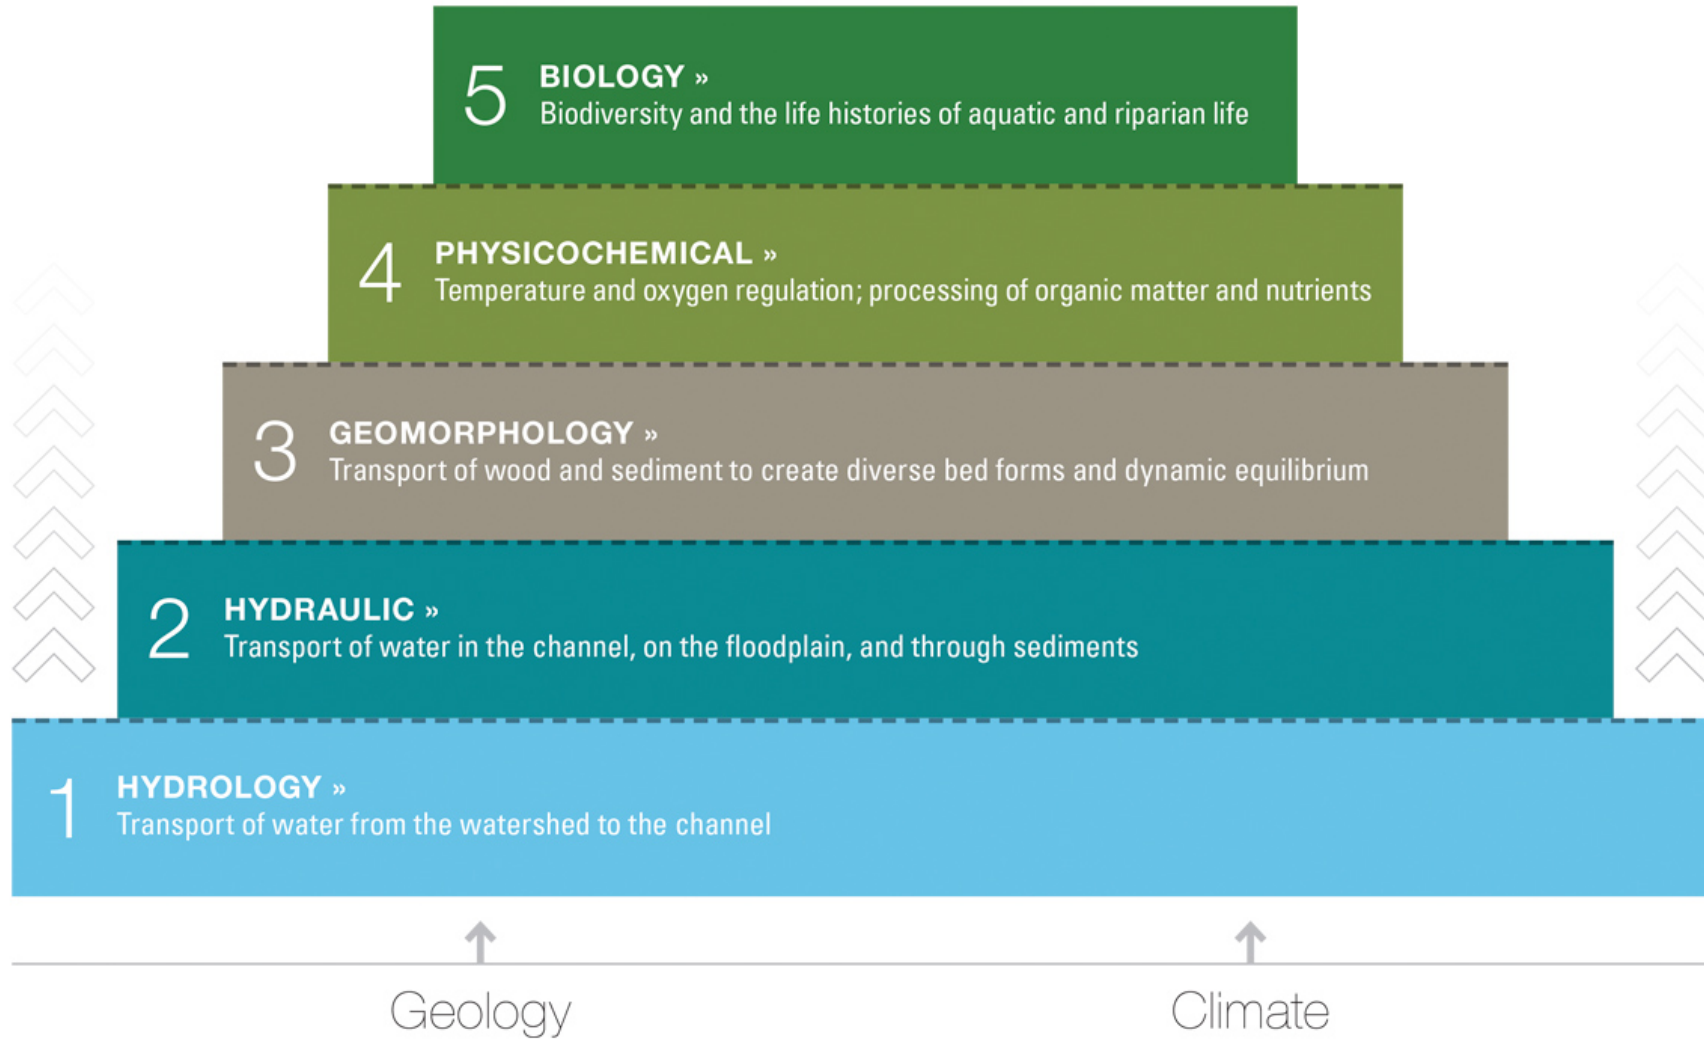 5
BIOLOGY »
Biodiversity and the life histories of aquatic and riparian life
4
PHYSICOCHEMICAL »
Temperature and oxygen regulation; processing of organic matter and nutrients
3
GEOMORPHOLOGY »
Transport of wood and sediment to create diverse bed forms and dynamic equilibrium
2
HYDRAULIC »
Transport of water in the channel, on the floodplain, and through sediments
1
HYDROLOGY »
Transport of water from the watershed to the channel
Geology Climate